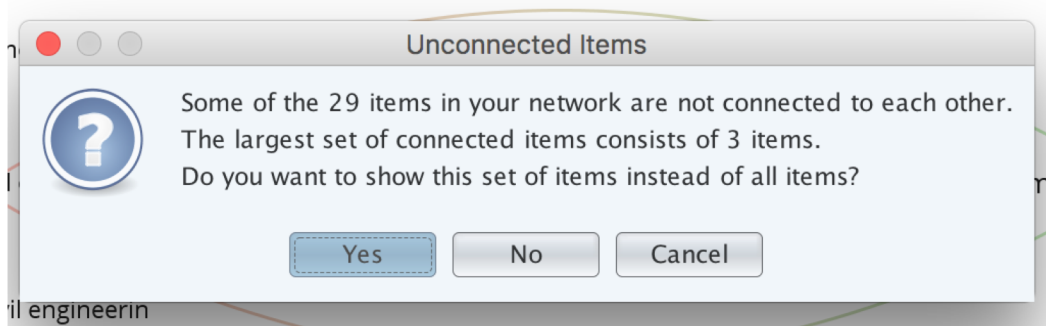 Unconnected Items
Some of the 29 items in your network are not connected to each other.
The largest set of connected items consists of 3 items.
Do you want to show this set of items instead of all items?
Yes
No
Cancel
vil engineerin